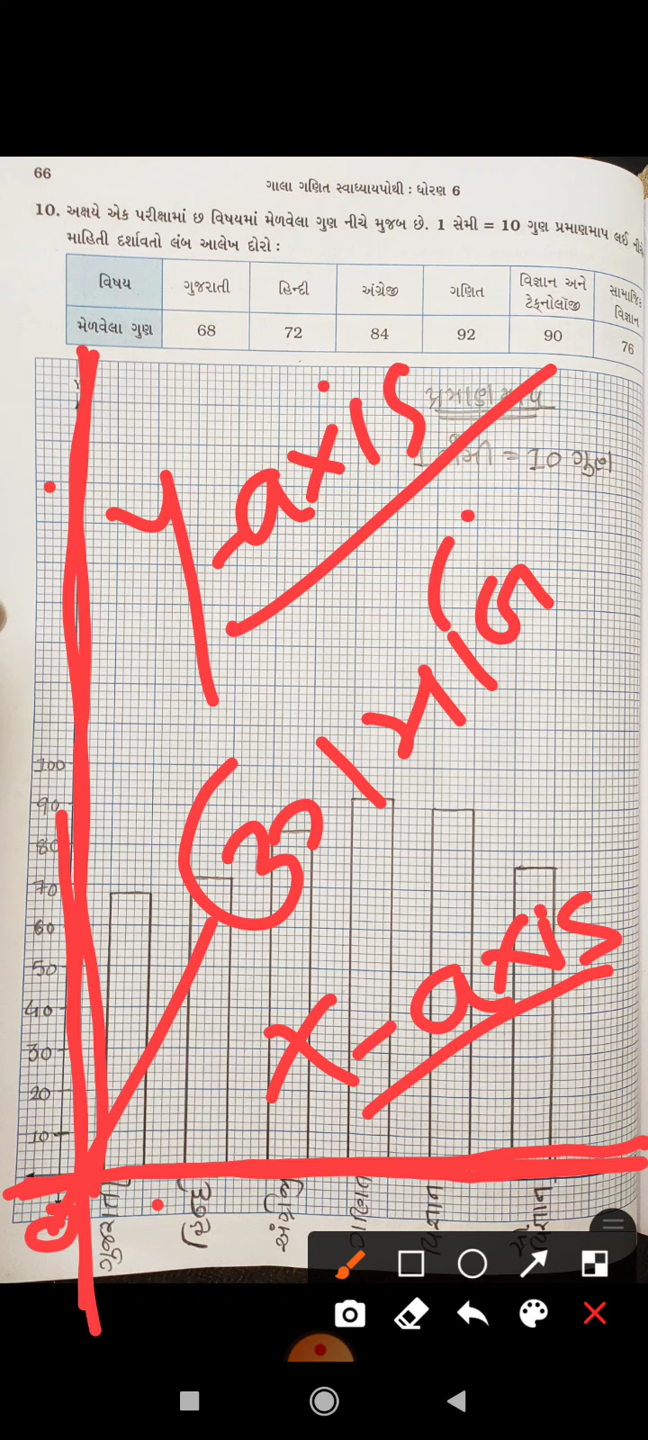 66
ગાલા ગણિત સ્વાધ્યાયપોથી : ધોરણ 6
10. અક્ષયે એક પરીક્ષામાં છ વિષયમાં મેળવેલા ગુણ નીચે મુજબ છે. 1 સેમી = 10 ગુણ પ્રમાણમાપ લઈ નીચે
માહિતી દર્શાવતો લંબ આલેખ દોરો :
વિષય ગુજરાતી હિન્દી અંગ્રેજી ગણિત વિજ્ઞાન અને ટેક્નોલૉજી સામાજિક વિજ્ઞાન
મેળવેલા ગુણ 68 72 84 92 90 76
Y
પ્રમાણમાપ
1 સેમી = 10 ગુણ
Y-axis
100
90
80
70
60
50
40
30
20
10
X-axis
ગુજરાતી હિન્દી અંગ્રેજી ગણિત વિજ્ઞાન વિજ્ઞાન